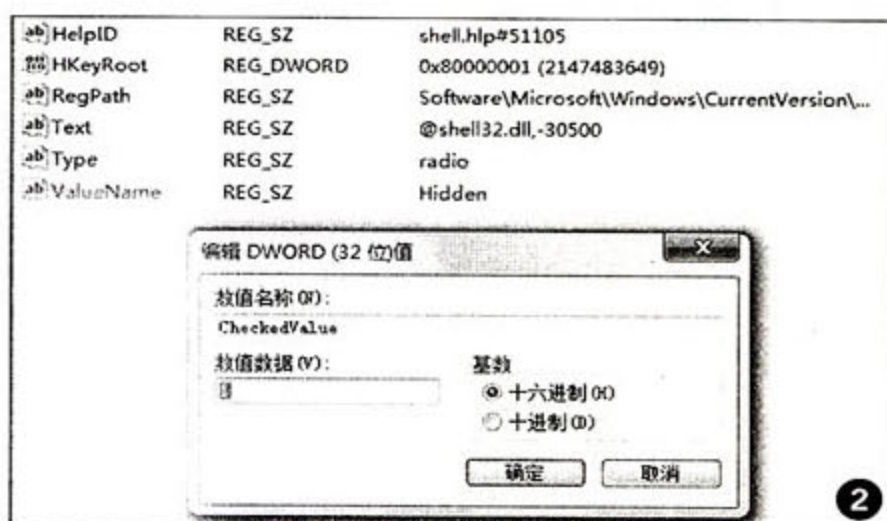 HelpID REG_SZ shell.hlp#51105
HKeyRoot REG_DWORD 0x80000001 (2147483649)
RegPath REG_SZ Software\Microsoft\Windows\CurrentVersion\...
Text REG_SZ @shell32.dll,-30500
Type REG_SZ radio
ValueName REG_SZ Hidden
编辑 DWORD (32 位)值
数值名称(N):
CheckedValue
数值数据(V):
基数
十六进制(H)
十进制(D)
确定 取消
2